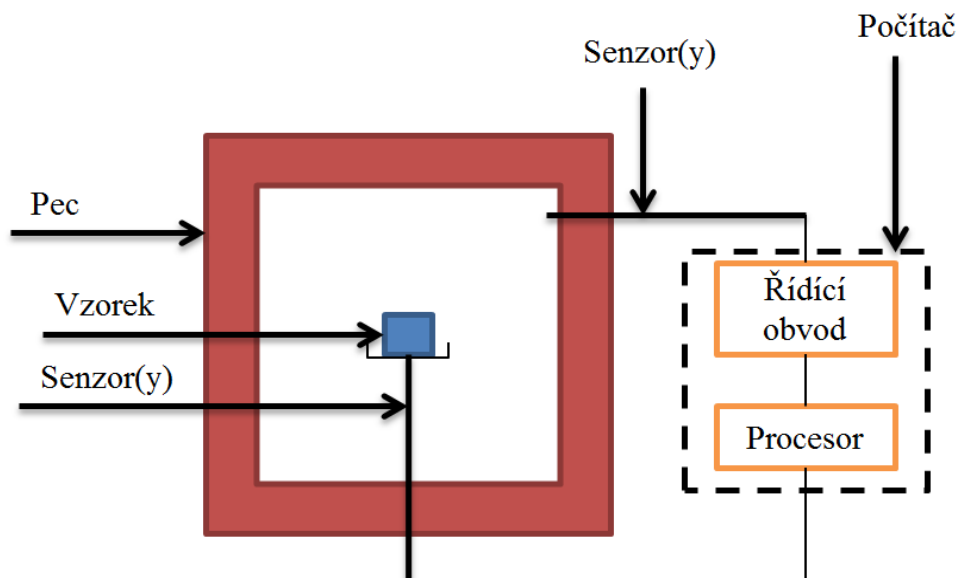 Počítač
Senzor(y)
Pec
Vzorek
Senzor(y)
Řídící
obvod
Procesor